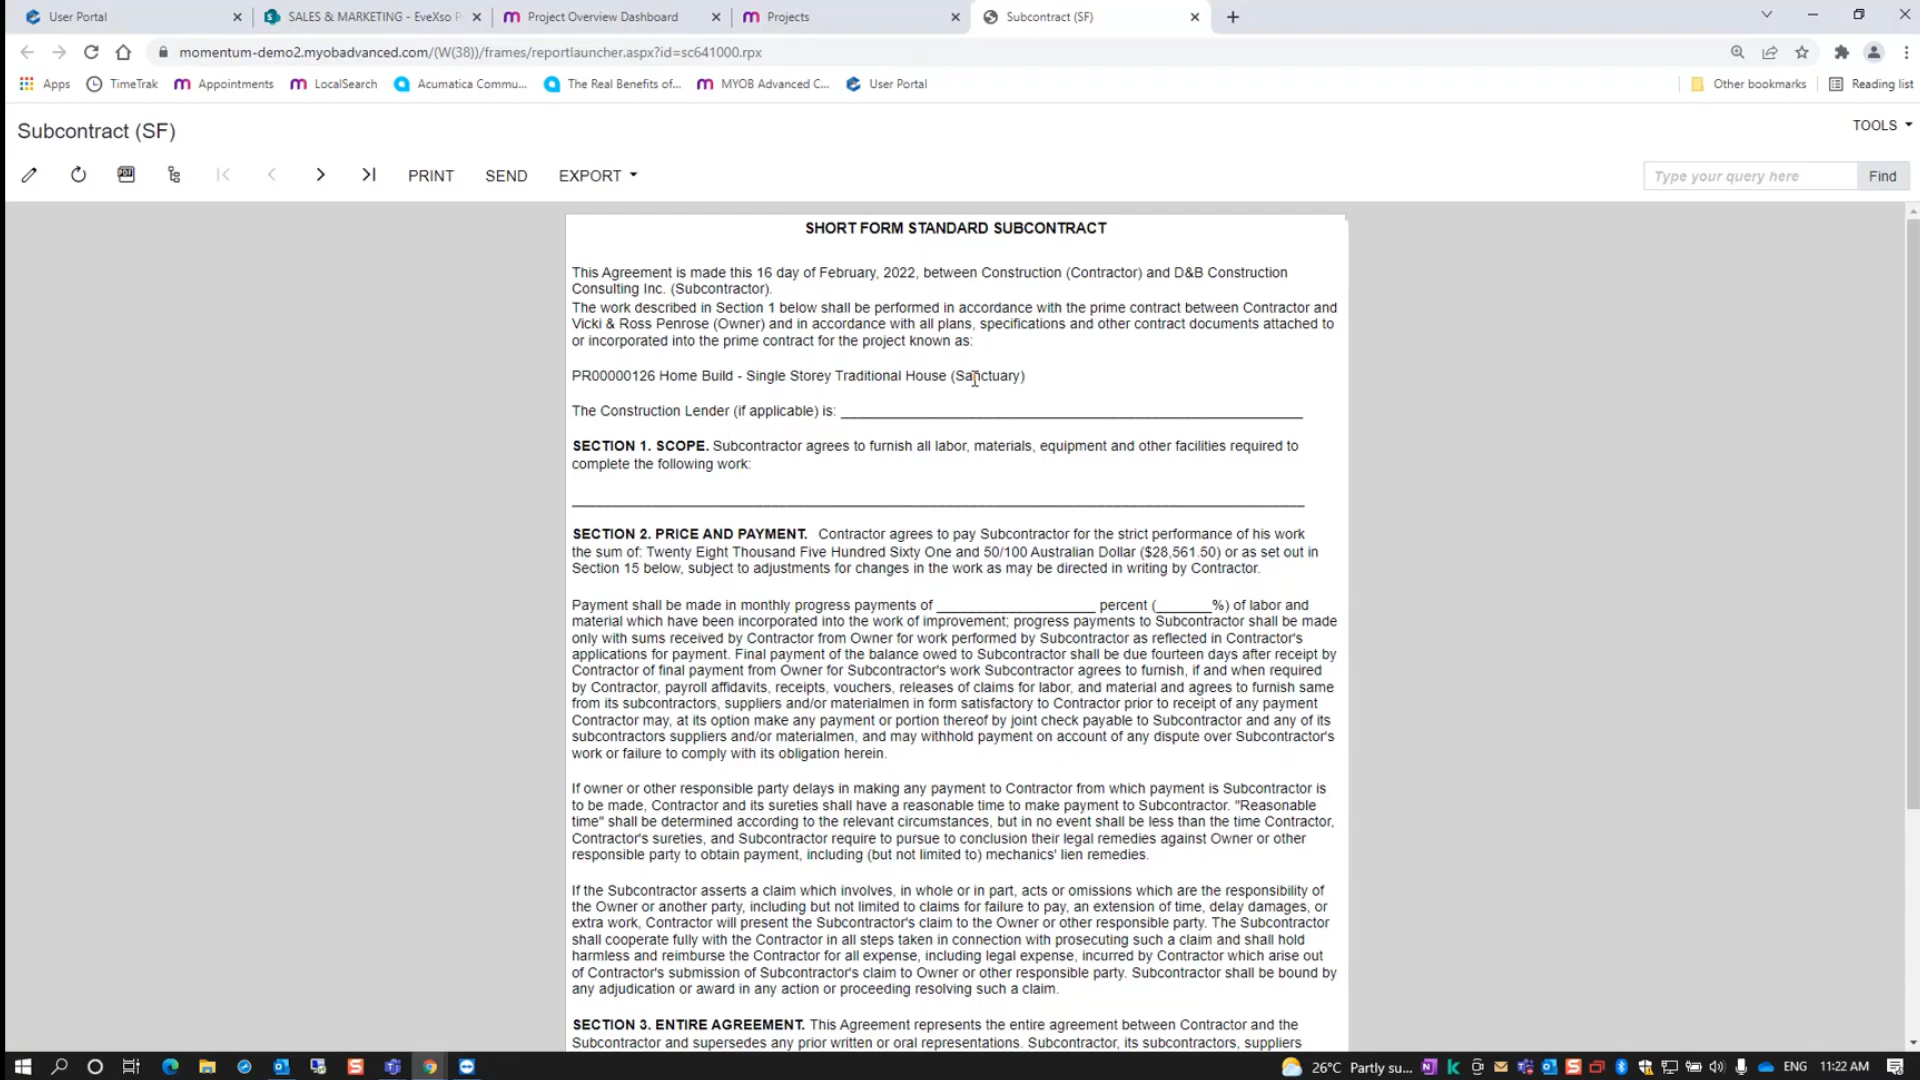 User Portal
SALES & MARKETING - EveXso P
Project Overview Dashboard
Projects
Subcontract (SF)
momentum-demo2.myobadvanced.com/(W(38))/frames/reportlauncher.aspx?id=sc641000.rpx
Apps
TimeTrak
Appointments
LocalSearch
Acumatica Commu...
The Real Benefits of...
MYOB Advanced C...
User Portal
Other bookmarks
Reading list
Subcontract (SF)
TOOLS
PDF
PRINT
SEND
EXPORT
Type your query here
Find
SHORT FORM STANDARD SUBCONTRACT
This Agreement is made this 16 day of February, 2022, between Construction (Contractor) and D&B Construction
Consulting Inc. (Subcontractor).
The work described in Section 1 below shall be performed in accordance with the prime contract between Contractor and
Vicki & Ross Penrose (Owner) and in accordance with all plans, specifications and other contract documents attached to
or incorporated into the prime contract for the project known as:
PR00000126 Home Build - Single Storey Traditional House (Sanctuary)
The Construction Lender (if applicable) is: ____________________
SECTION 1. SCOPE. Subcontractor agrees to furnish all labor, materials, equipment and other facilities required to
complete the following work:
SECTION 2. PRICE AND PAYMENT. Contractor agrees to pay Subcontractor for the strict performance of his work
the sum of: Twenty Eight Thousand Five Hundred Sixty One and 50/100 Australian Dollar ($28,561.50) or as set out in
Section 15 below, subject to adjustments for changes in the work as may be directed in writing by Contractor.
Payment shall be made in monthly progress payments of ____________________ percent (_______%) of labor and
material which have been incorporated into the work of improvement; progress payments to Subcontractor shall be made
only with sums received by Contractor from Owner for work performed by Subcontractor as reflected in Contractor's
applications for payment. Final payment of the balance owed to Subcontractor shall be due fourteen days after receipt by
Contractor of final payment from Owner for Subcontractor's work Subcontractor agrees to furnish, if and when required
by Contractor, payroll affidavits, receipts, vouchers, releases of claims for labor, and material and agrees to furnish same
from its subcontractors, suppliers and/or materialmen in form satisfactory to Contractor prior to receipt of any payment
Contractor may, at its option make any payment or portion thereof by joint check payable to Subcontractor and any of its
subcontractors suppliers and/or materialmen, and may withhold payment on account of any dispute over Subcontractor's
work or failure to comply with its obligation herein.
If owner or other responsible party delays in making any payment to Contractor from which payment is Subcontractor is
to be made, Contractor and its sureties shall have a reasonable time to make payment to Subcontractor. "Reasonable
time" shall be determined according to the relevant circumstances, but in no event shall be less than the time Contractor,
Contractor's sureties, and Subcontractor require to pursue to conclusion their legal remedies against Owner or other
responsible party to obtain payment, including (but not limited to) mechanics' lien remedies.
If the Subcontractor asserts a claim which involves, in whole or in part, acts or omissions which are the responsibility of
the Owner or another party, including but not limited to claims for failure to pay, an extension of time, delay damages, or
extra work, Contractor will present the Subcontractor's claim to the Owner or other responsible party. The Subcontractor
shall cooperate fully with the Contractor in all steps taken in connection with prosecuting such a claim and shall hold
harmless and reimburse the Contractor for all expense, including legal expense, incurred by Contractor which arise out
of Contractor's submission of Subcontractor's claim to Owner or other responsible party. Subcontractor shall be bound by
any adjudication or award in any action or proceeding resolving such a claim.
SECTION 3. ENTIRE AGREEMENT. This Agreement represents the entire agreement between Contractor and the
Subcontractor and supersedes any prior written or oral representations. Subcontractor, its subcontractors, suppliers
26°C Partly su...
ENG
11:22 AM